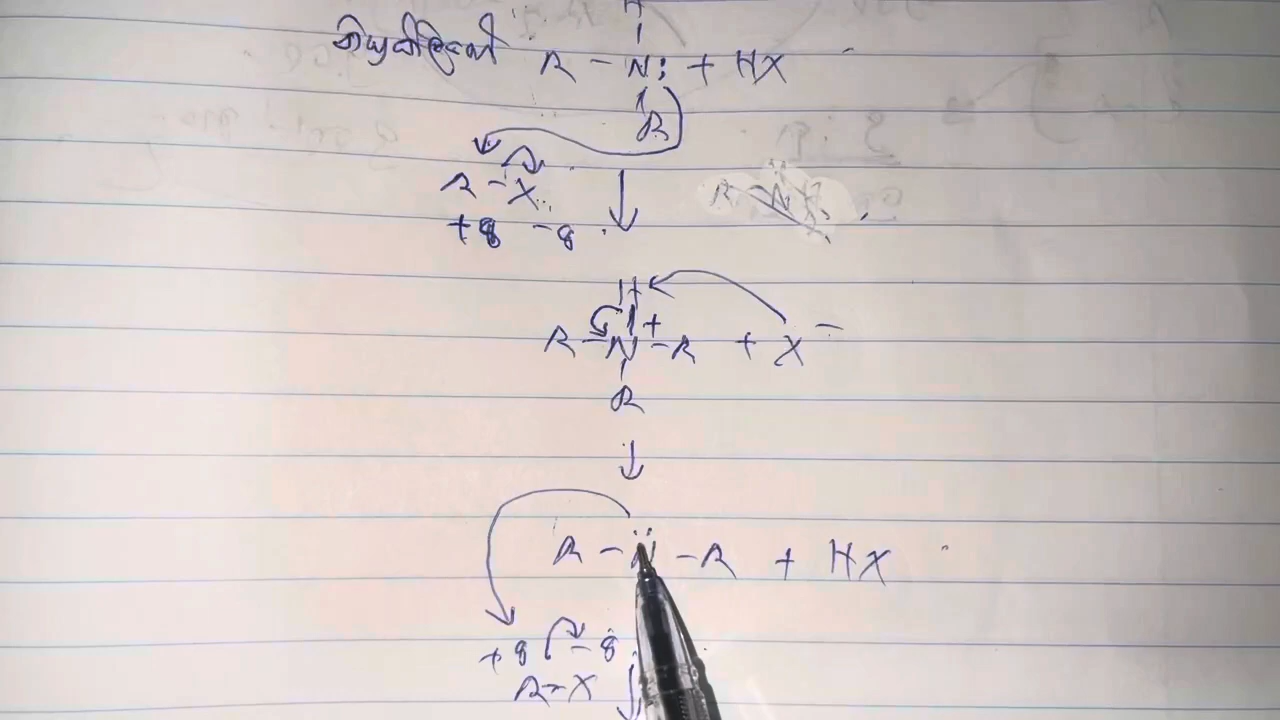 H
නියුක්ලියෝ R - N: + HX
R
R - X
+δ -δ
H
R - N⁺ - R + X⁻
R
R - N̈ - R + HX
+δ -δ
R - X